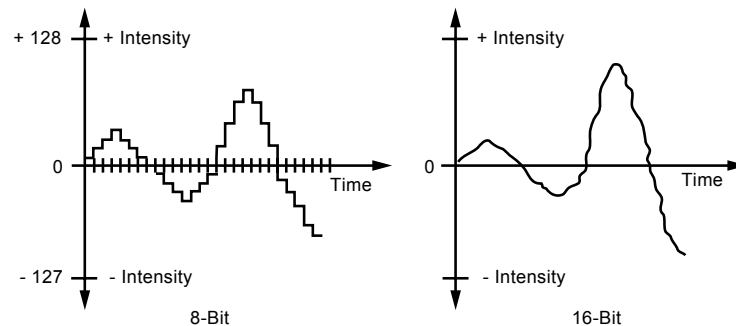 + 128
+ Intensity
0
Time
- 127
- Intensity
8-Bit
+ Intensity
0
Time
- Intensity
16-Bit